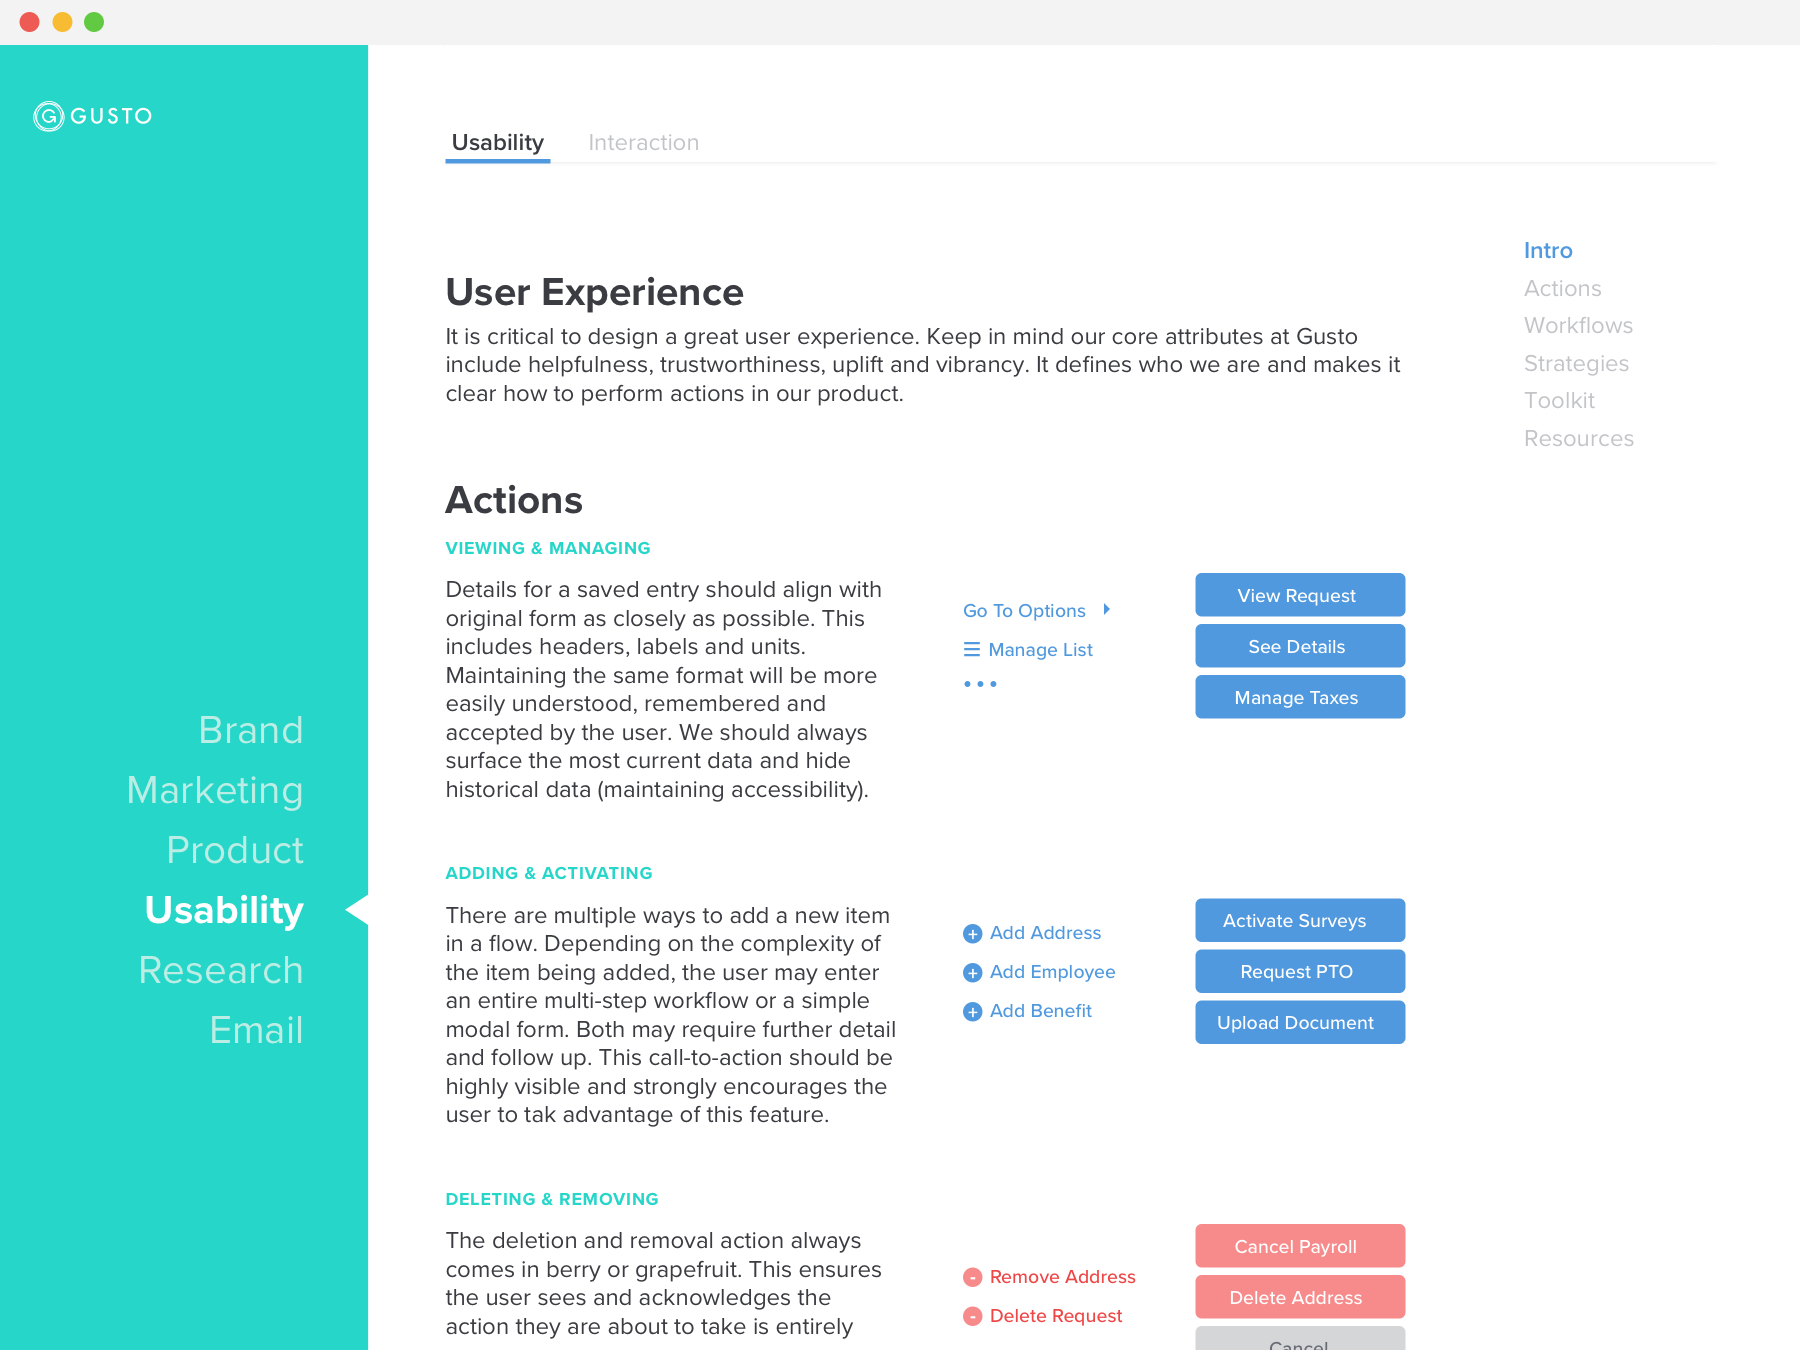 G GUSTO
Brand
Marketing
Product
Usability
Research
Email
Usability Interaction
User Experience
It is critical to design a great user experience. Keep in mind our core attributes at Gusto
include helpfulness, trustworthiness, uplift and vibrancy. It defines who we are and makes it
clear how to perform actions in our product.
Intro
Actions
Workflows
Strategies
Toolkit
Resources
Actions
VIEWING & MANAGING
Details for a saved entry should align with
original form as closely as possible. This
includes headers, labels and units.
Maintaining the same format will be more
easily understood, remembered and
accepted by the user. We should always
surface the most current data and hide
historical data (maintaining accessibility).
Go To Options
Manage List
View Request
See Details
Manage Taxes
ADDING & ACTIVATING
There are multiple ways to add a new item
in a flow. Depending on the complexity of
the item being added, the user may enter
an entire multi-step workflow or a simple
modal form. Both may require further detail
and follow up. This call-to-action should be
highly visible and strongly encourages the
user to tak advantage of this feature.
Add Address
Add Employee
Add Benefit
Activate Surveys
Request PTO
Upload Document
DELETING & REMOVING
The deletion and removal action always
comes in berry or grapefruit. This ensures
the user sees and acknowledges the
action they are about to take is entirely
Remove Address
Delete Request
Cancel Payroll
Delete Address
Cancel